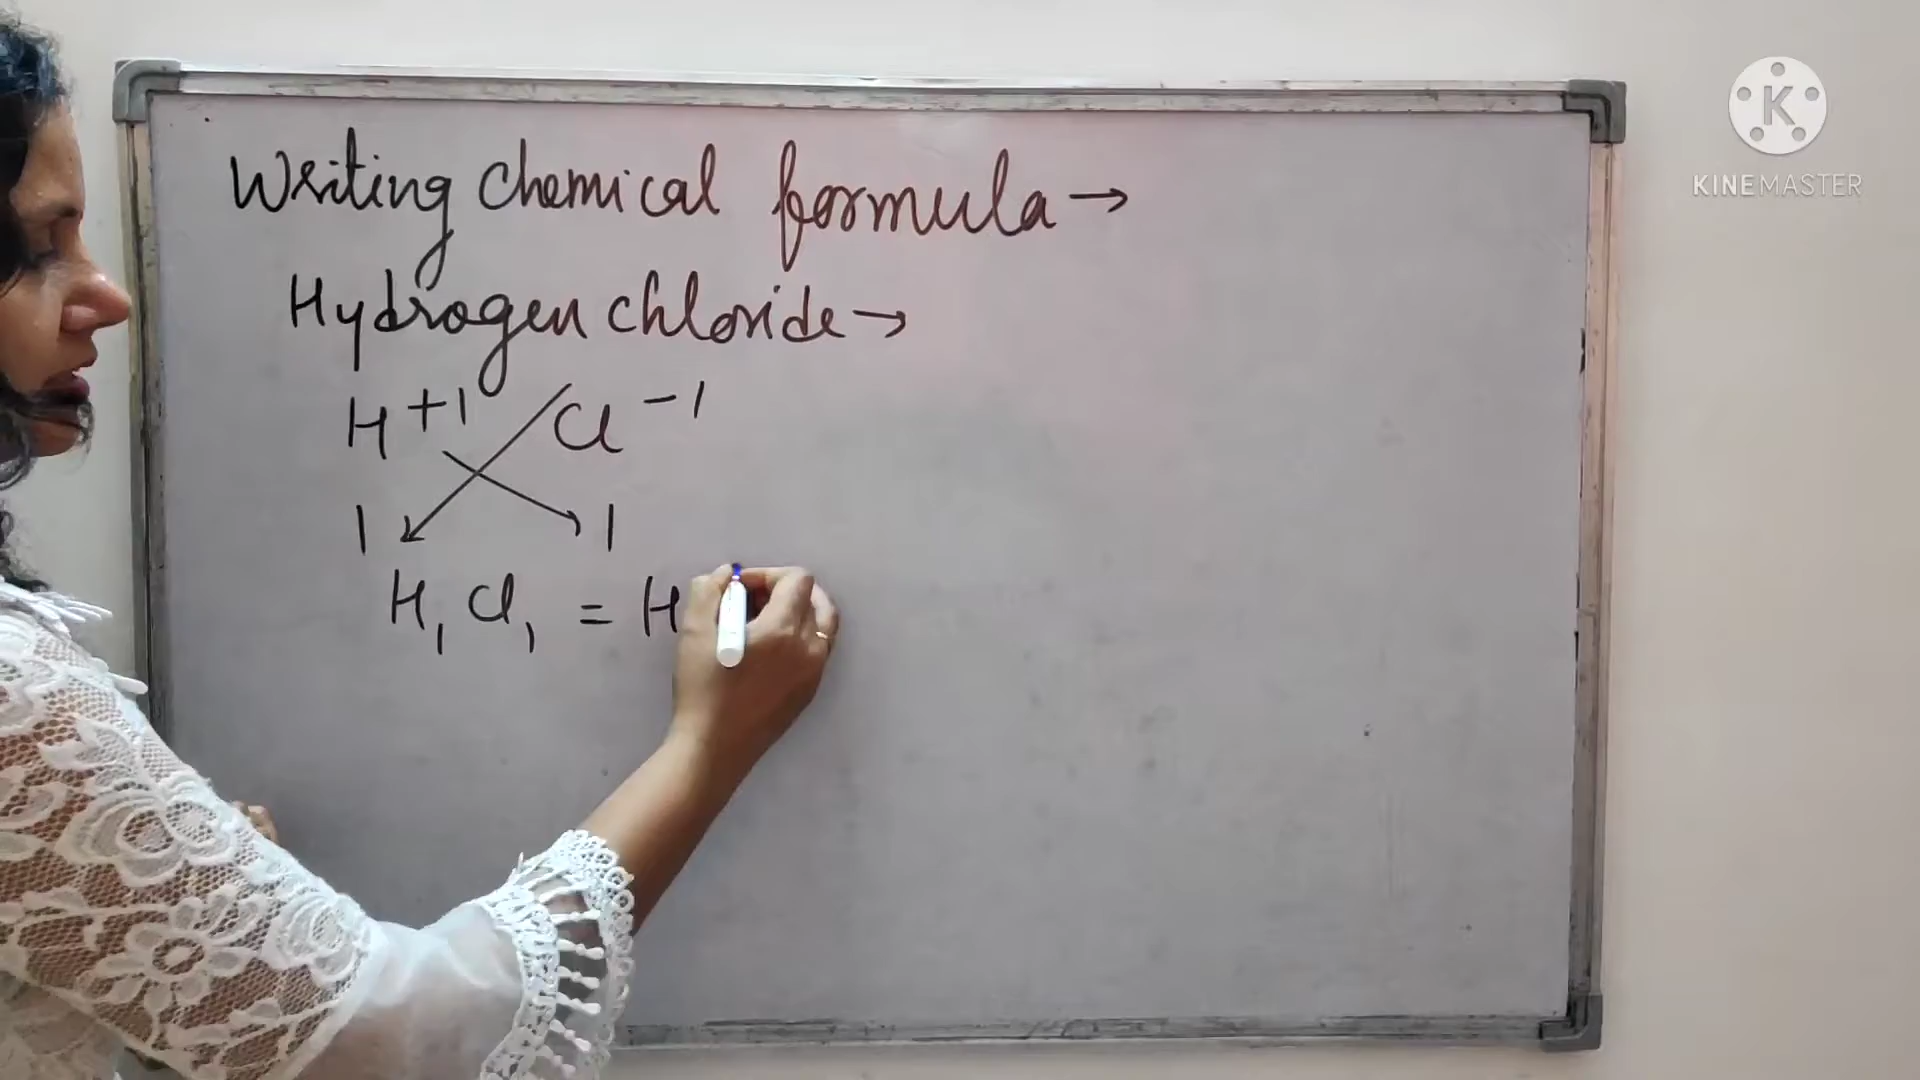 Writing Chemical formula →
Hydrogen chloride →
H +1 Cl -1
1 1
H₁ Cl₁ = H
K
KINEMASTER